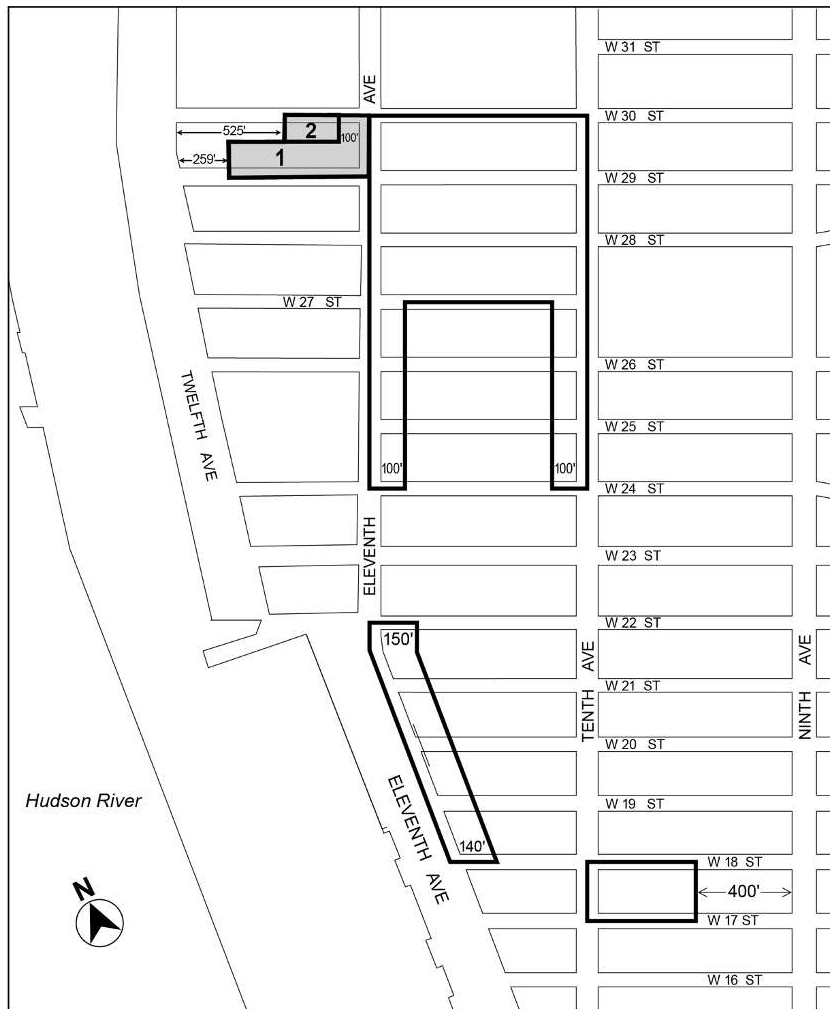 W 31 ST
AVE
W 30 ST
525'
2
100'
259'
1
W 29 ST
W 28 ST
W 27 ST
W 26 ST
TWELFTH AVE
W 25 ST
100'
100'
W 24 ST
ELEVENTH
W 23 ST
W 22 ST
150'
TENTH AVE
NINTH AVE
W 21 ST
W 20 ST
Hudson River
ELEVENTH AVE
W 19 ST
140'
W 18 ST
400'
N
W 17 ST
W 16 ST